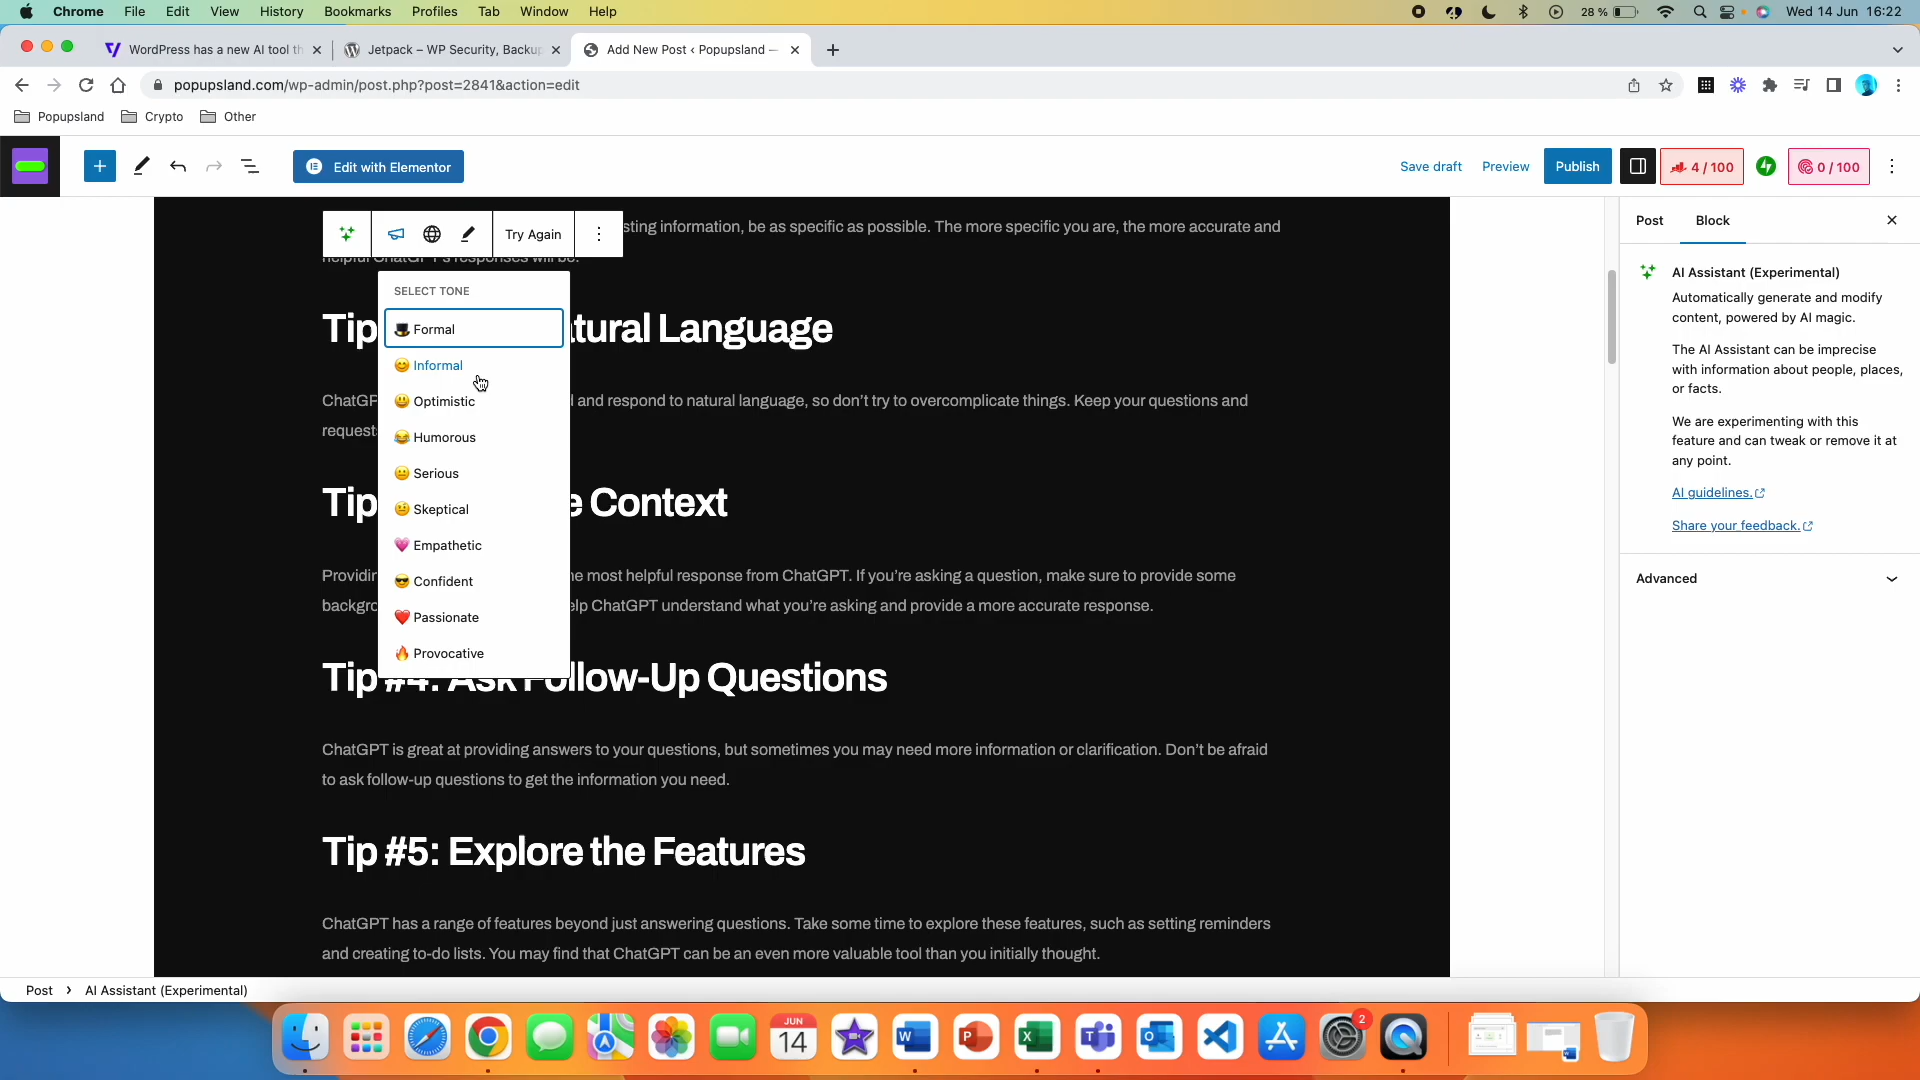 Chrome File Edit View History Bookmarks Profiles Tab Window Help 28 % Wed 14 Jun 16:22
WordPress has a new AI tool th
Jetpack – WP Security, Backup
Add New Post ‹ Popupsland —
popupsland.com/wp-admin/post.php?post=2841&action=edit
Popupsland Crypto Other
Edit with Elementor Save draft Preview Publish 4 / 100 0 / 100
Try Again
sting information, be as specific as possible. The more specific you are, the more accurate and
helpful ChatGPT's responses will be.
SELECT TONE
Formal
Informal
Optimistic
Humorous
Serious
Skeptical
Empathetic
Confident
Passionate
Provocative
Tip tural Language
ChatGP d and respond to natural language, so don't try to overcomplicate things. Keep your questions and
request
Tip e Context
Providin e most helpful response from ChatGPT. If you're asking a question, make sure to provide some
backgro elp ChatGPT understand what you're asking and provide a more accurate response.
Tip #4: Ask Follow-Up Questions
ChatGPT is great at providing answers to your questions, but sometimes you may need more information or clarification. Don't be afraid
to ask follow-up questions to get the information you need.
Tip #5: Explore the Features
ChatGPT has a range of features beyond just answering questions. Take some time to explore these features, such as setting reminders
and creating to-do lists. You may find that ChatGPT can be an even more valuable tool than you initially thought.
Post Block
AI Assistant (Experimental)
Automatically generate and modify
content, powered by AI magic.
The AI Assistant can be imprecise
with information about people, places,
or facts.
We are experimenting with this
feature and can tweak or remove it at
any point.
AI guidelines.
Share your feedback.
Advanced
Post › AI Assistant (Experimental)
JUN
14
W
P
X
T
O
2
W